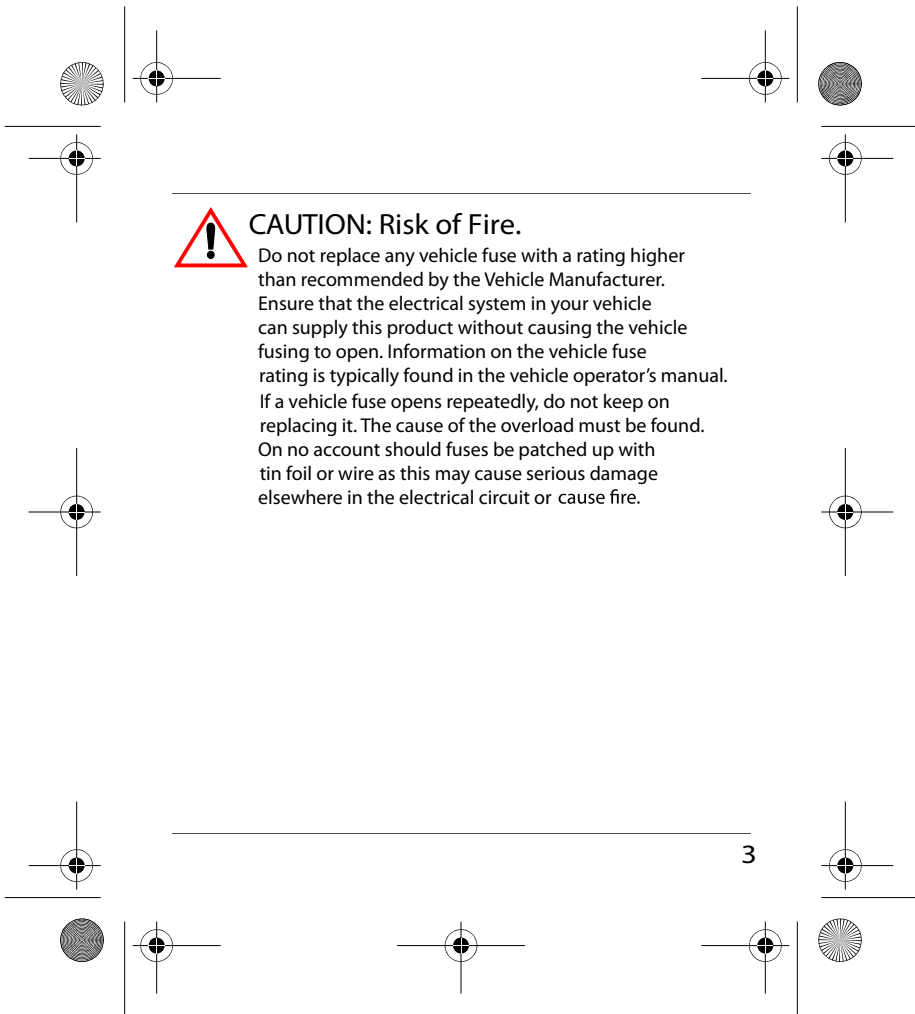 CAUTION: Risk of Fire.
Do not replace any vehicle fuse with a rating higher
than recommended by the Vehicle Manufacturer.
Ensure that the electrical system in your vehicle
can supply this product without causing the vehicle
fusing to open. Information on the vehicle fuse
rating is typically found in the vehicle operator’s manual.
If a vehicle fuse opens repeatedly, do not keep on
replacing it. The cause of the overload must be found.
On no account should fuses be patched up with
tin foil or wire as this may cause serious damage
elsewhere in the electrical circuit or cause fire.
3